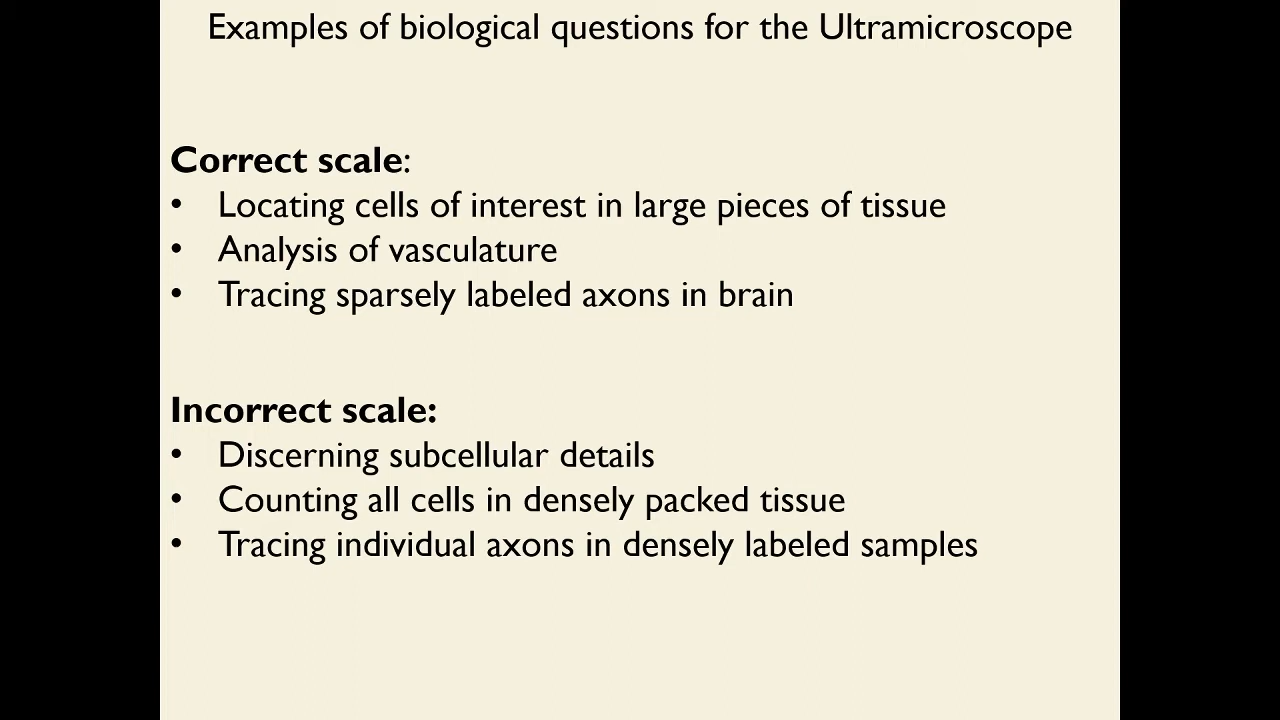 Examples of biological questions for the Ultramicroscope
Correct scale:
• Locating cells of interest in large pieces of tissue
• Analysis of vasculature
• Tracing sparsely labeled axons in brain
Incorrect scale:
• Discerning subcellular details
• Counting all cells in densely packed tissue
• Tracing individual axons in densely labeled samples